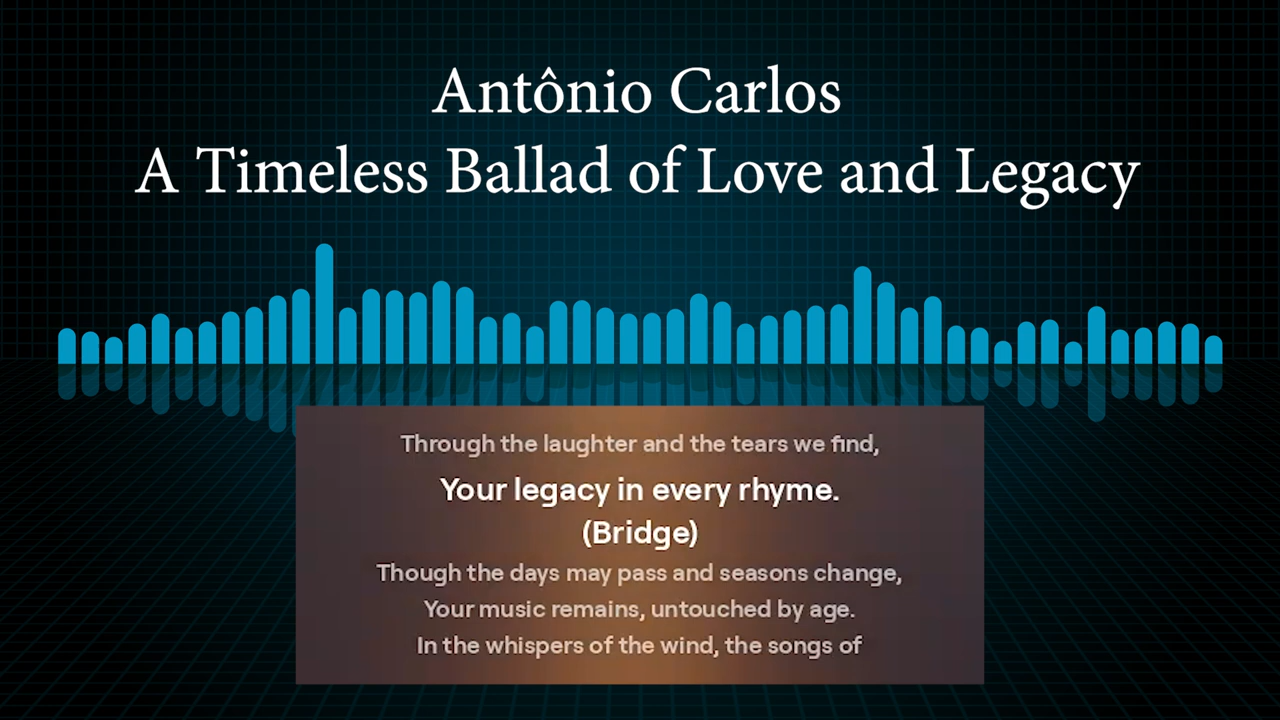 Antônio Carlos
A Timeless Ballad of Love and Legacy
Through the laughter and the tears we find,
Your legacy in every rhyme.
(Bridge)
Though the days may pass and seasons change,
Your music remains, untouched by age.
In the whispers of the wind, the songs of